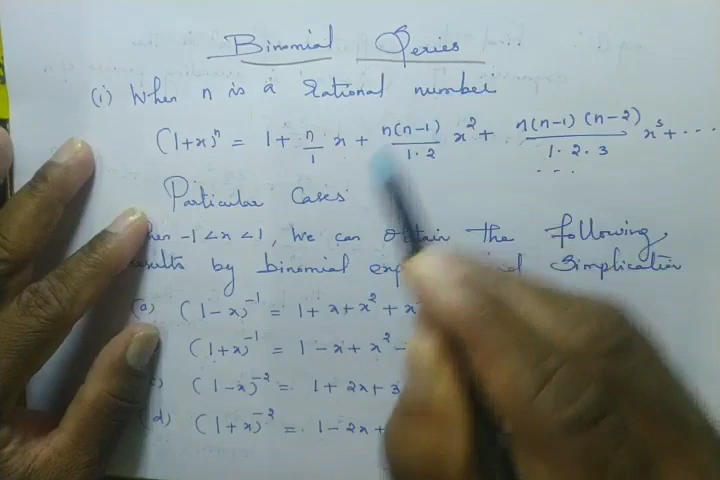 Binomial Series
(i) When n is a rational number
(1+x)^n = 1 + n/1 x + n(n-1)/1·2 x^2 + n(n-1)(n-2)/1·2·3 x^3 + ···
···
Particular Cases
-1 < x < 1, We can the following
by binomial Simplication
(a) (1-x)^-1 = 1 + x + x^2 +
(1+x)^-1 = 1 - x + x^2 -
(1-x)^-2 = 1 + 2x + 3
(d) (1+x)^-2 = 1 - 2x +